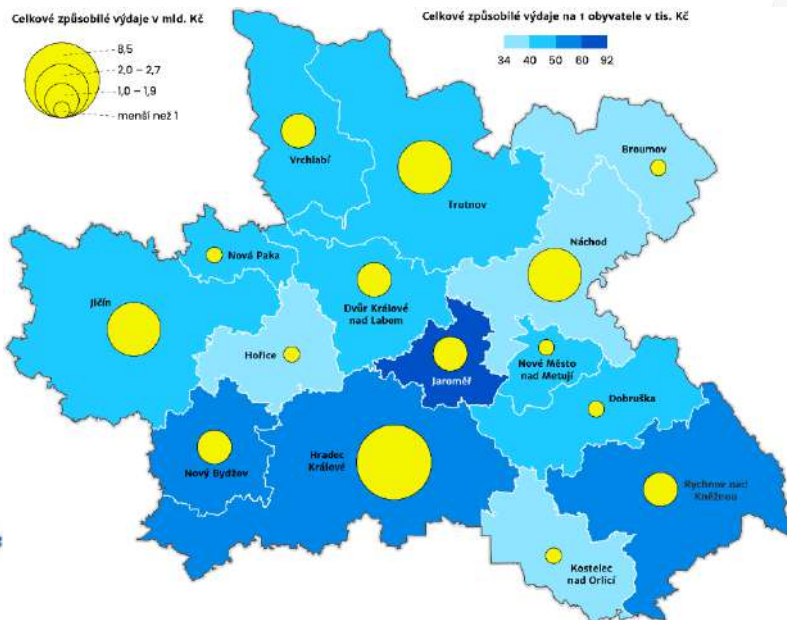 Celkové způsobilé výdaje v mld. Kč
8,5
2,0 – 2,7
1,0 – 1,9
menší než 1
Celkové způsobilé výdaje na 1 obyvatele v tis. Kč
34 40 50 60 92
Vrchlabí
Trutnov
Broumov
Náchod
Nová Paka
Jičín
Dvůr Králové
nad Labem
Hořice
Jaroměř
Nové Město
nad Metují
Dobruška
Nový Bydžov
Hradec
Králové
Rychnov nad
Kněžnou
Kostelec
nad Orlicí